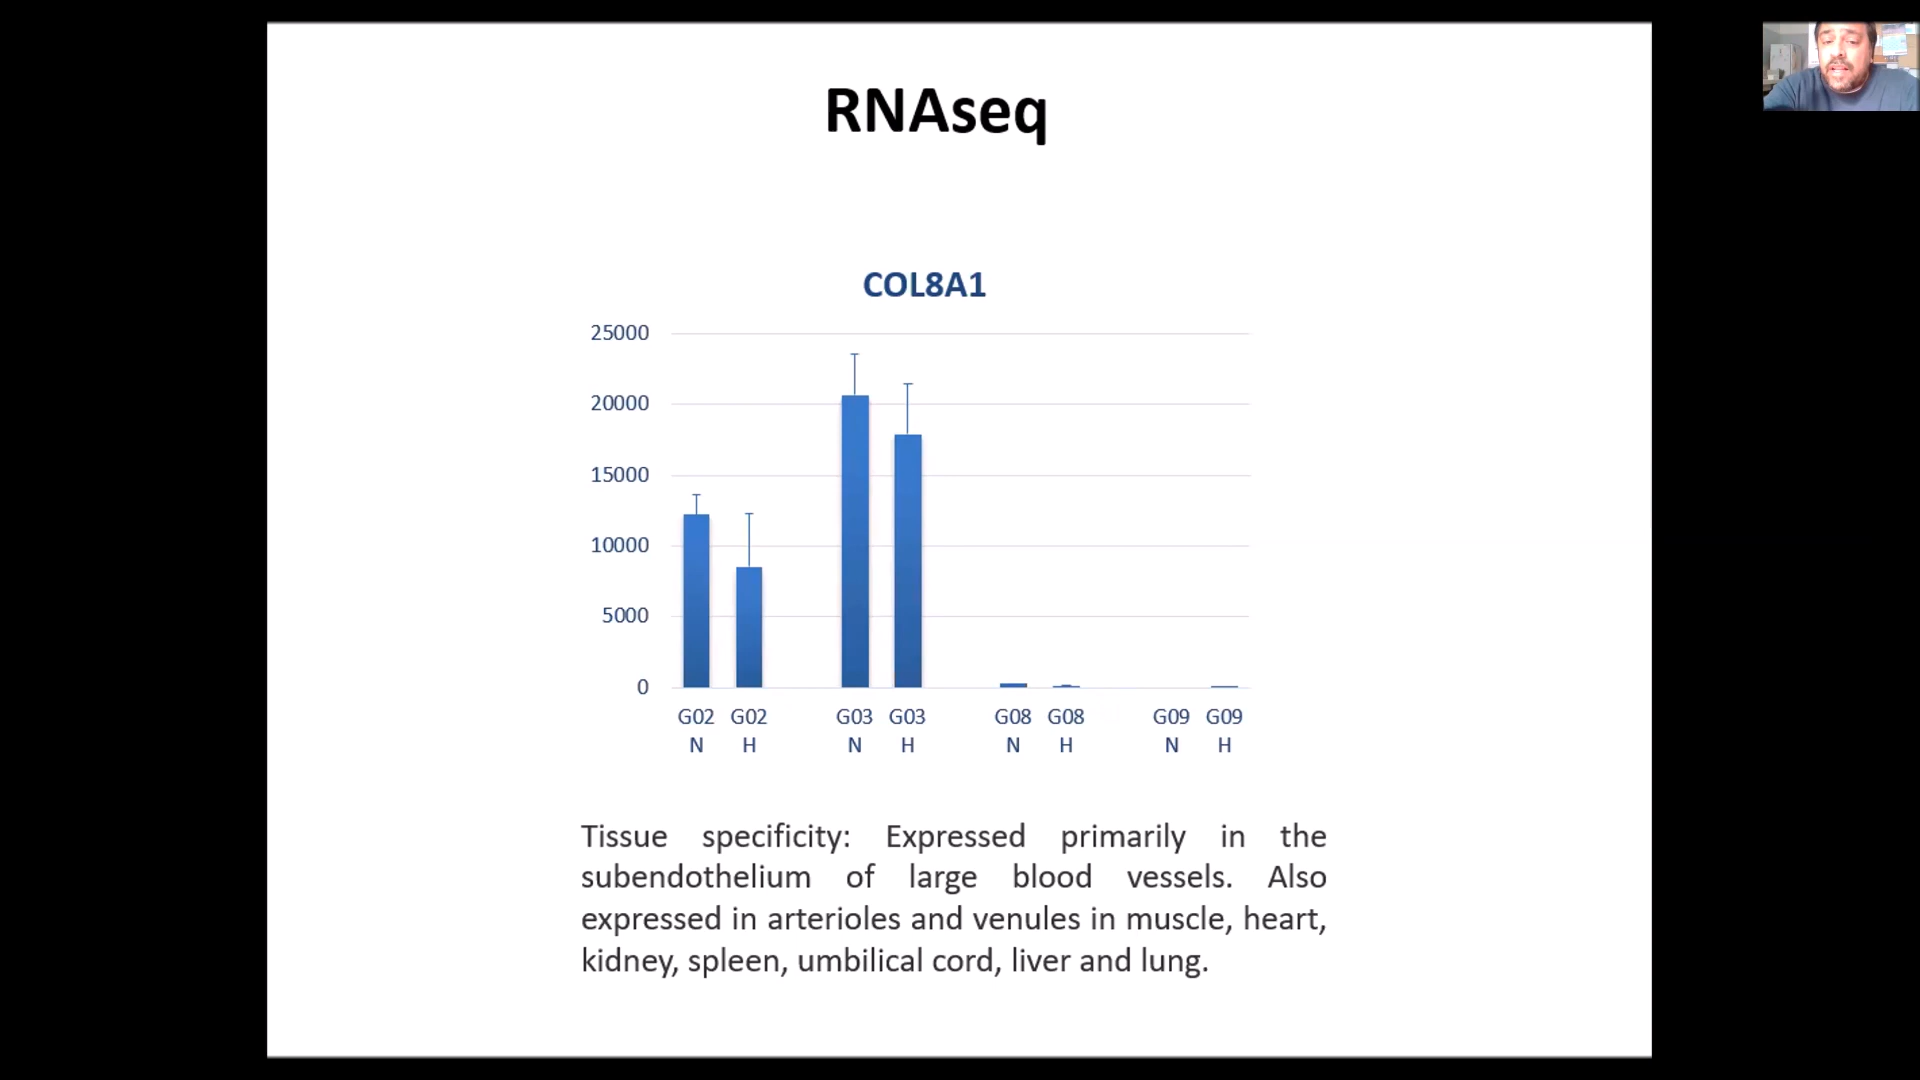 RNAseq
COL8A1
25000
20000
15000
10000
5000
0
G02 G02 G03 G03 G08 G08 G09 G09
N H N H N H N H
Tissue specificity: Expressed primarily in the
subendothelium of large blood vessels. Also
expressed in arterioles and venules in muscle, heart,
kidney, spleen, umbilical cord, liver and lung.